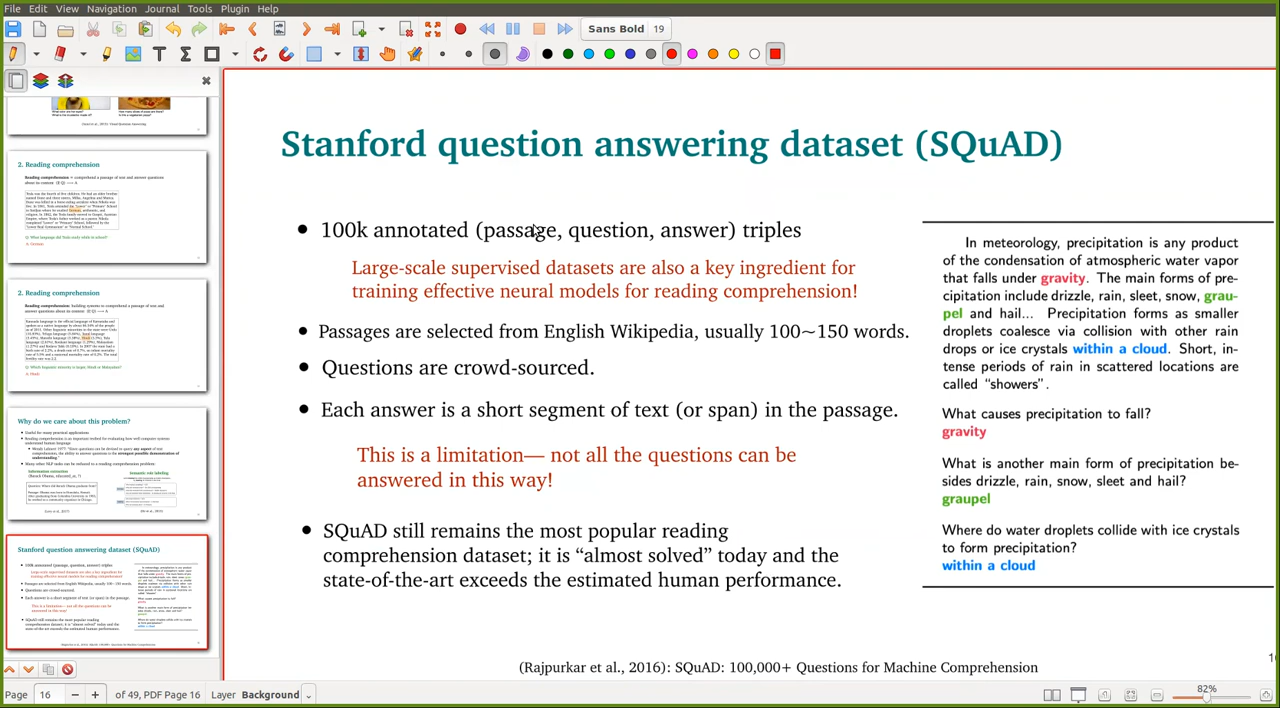 File Edit View Navigation Journal Tools Plugin Help
Sans Bold 19
2. Reading comprehension
2. Reading comprehension
Why do we care about this problem?
Stanford question answering dataset (SQuAD)
Page 16 of 49, PDF Page 16 Layer Background 82%
Stanford question answering dataset (SQuAD)
• 100k annotated (passage, question, answer) triples
Large-scale supervised datasets are also a key ingredient for
training effective neural models for reading comprehension!
• Passages are selected from English Wikipedia, usually 100~150 words.
• Questions are crowd-sourced.
• Each answer is a short segment of text (or span) in the passage.
This is a limitation— not all the questions can be
answered in this way!
• SQuAD still remains the most popular reading
comprehension dataset; it is “almost solved” today and the
state-of-the-art exceeds the estimated human performance.
In meteorology, precipitation is any product
of the condensation of atmospheric water vapor
that falls under gravity. The main forms of pre-
cipitation include drizzle, rain, sleet, snow, grau-
pel and hail... Precipitation forms as smaller
droplets coalesce via collision with other rain
drops or ice crystals within a cloud. Short, in-
tense periods of rain in scattered locations are
called “showers”.
What causes precipitation to fall?
gravity
What is another main form of precipitation be-
sides drizzle, rain, snow, sleet and hail?
graupel
Where do water droplets collide with ice crystals
to form precipitation?
within a cloud
(Rajpurkar et al., 2016): SQuAD: 100,000+ Questions for Machine Comprehension